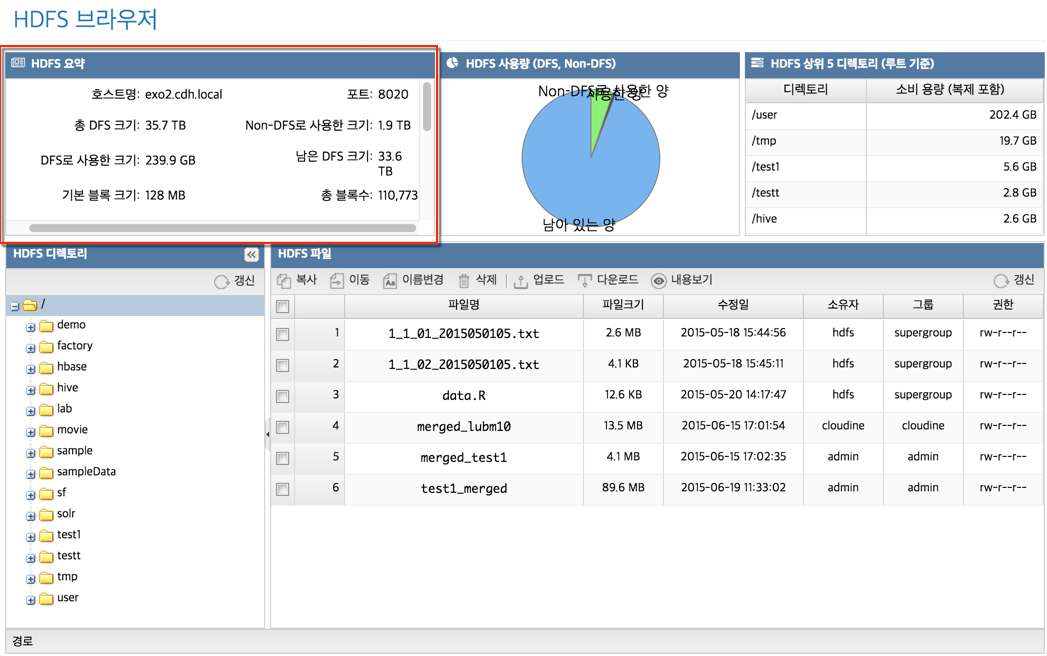 HDFS 브라우저
HDFS 요약
호스트명: exo2.cdh.local 포트: 8020
총 DFS 크기: 35.7 TB Non-DFS로 사용한 크기: 1.9 TB
DFS로 사용한 크기: 239.9 GB 남은 DFS 크기: 33.6 TB
기본 블록 크기: 128 MB 총 블록수: 110,773
HDFS 사용량 (DFS, Non-DFS)
Non-DFS로 사용한 양
사용한 양
남아 있는 양
HDFS 상위 5 디렉토리 (루트 기준)
디렉토리 소비 용량 (복제 포함)
/user 202.4 GB
/tmp 19.7 GB
/test1 5.6 GB
/testt 2.8 GB
/hive 2.6 GB
HDFS 디렉토리
갱신
/
demo
factory
hbase
hive
lab
movie
sample
sampleData
sf
solr
test1
testt
tmp
user
HDFS 파일
복사 이동 이름변경 삭제 업로드 다운로드 내용보기 갱신
파일명 파일크기 수정일 소유자 그룹 권한
1 1_1_01_2015050105.txt 2.6 MB 2015-05-18 15:44:56 hdfs supergroup rw-r--r--
2 1_1_02_2015050105.txt 4.1 KB 2015-05-18 15:45:11 hdfs supergroup rw-r--r--
3 data.R 12.6 KB 2015-05-20 14:17:47 hdfs supergroup rw-r--r--
4 merged_lubm10 13.5 MB 2015-06-15 17:01:54 cloudine cloudine rw-r--r--
5 merged_test1 4.1 MB 2015-06-15 17:02:35 admin admin rw-r--r--
6 test1_merged 89.6 MB 2015-06-19 11:33:02 admin admin rw-r--r--
경로